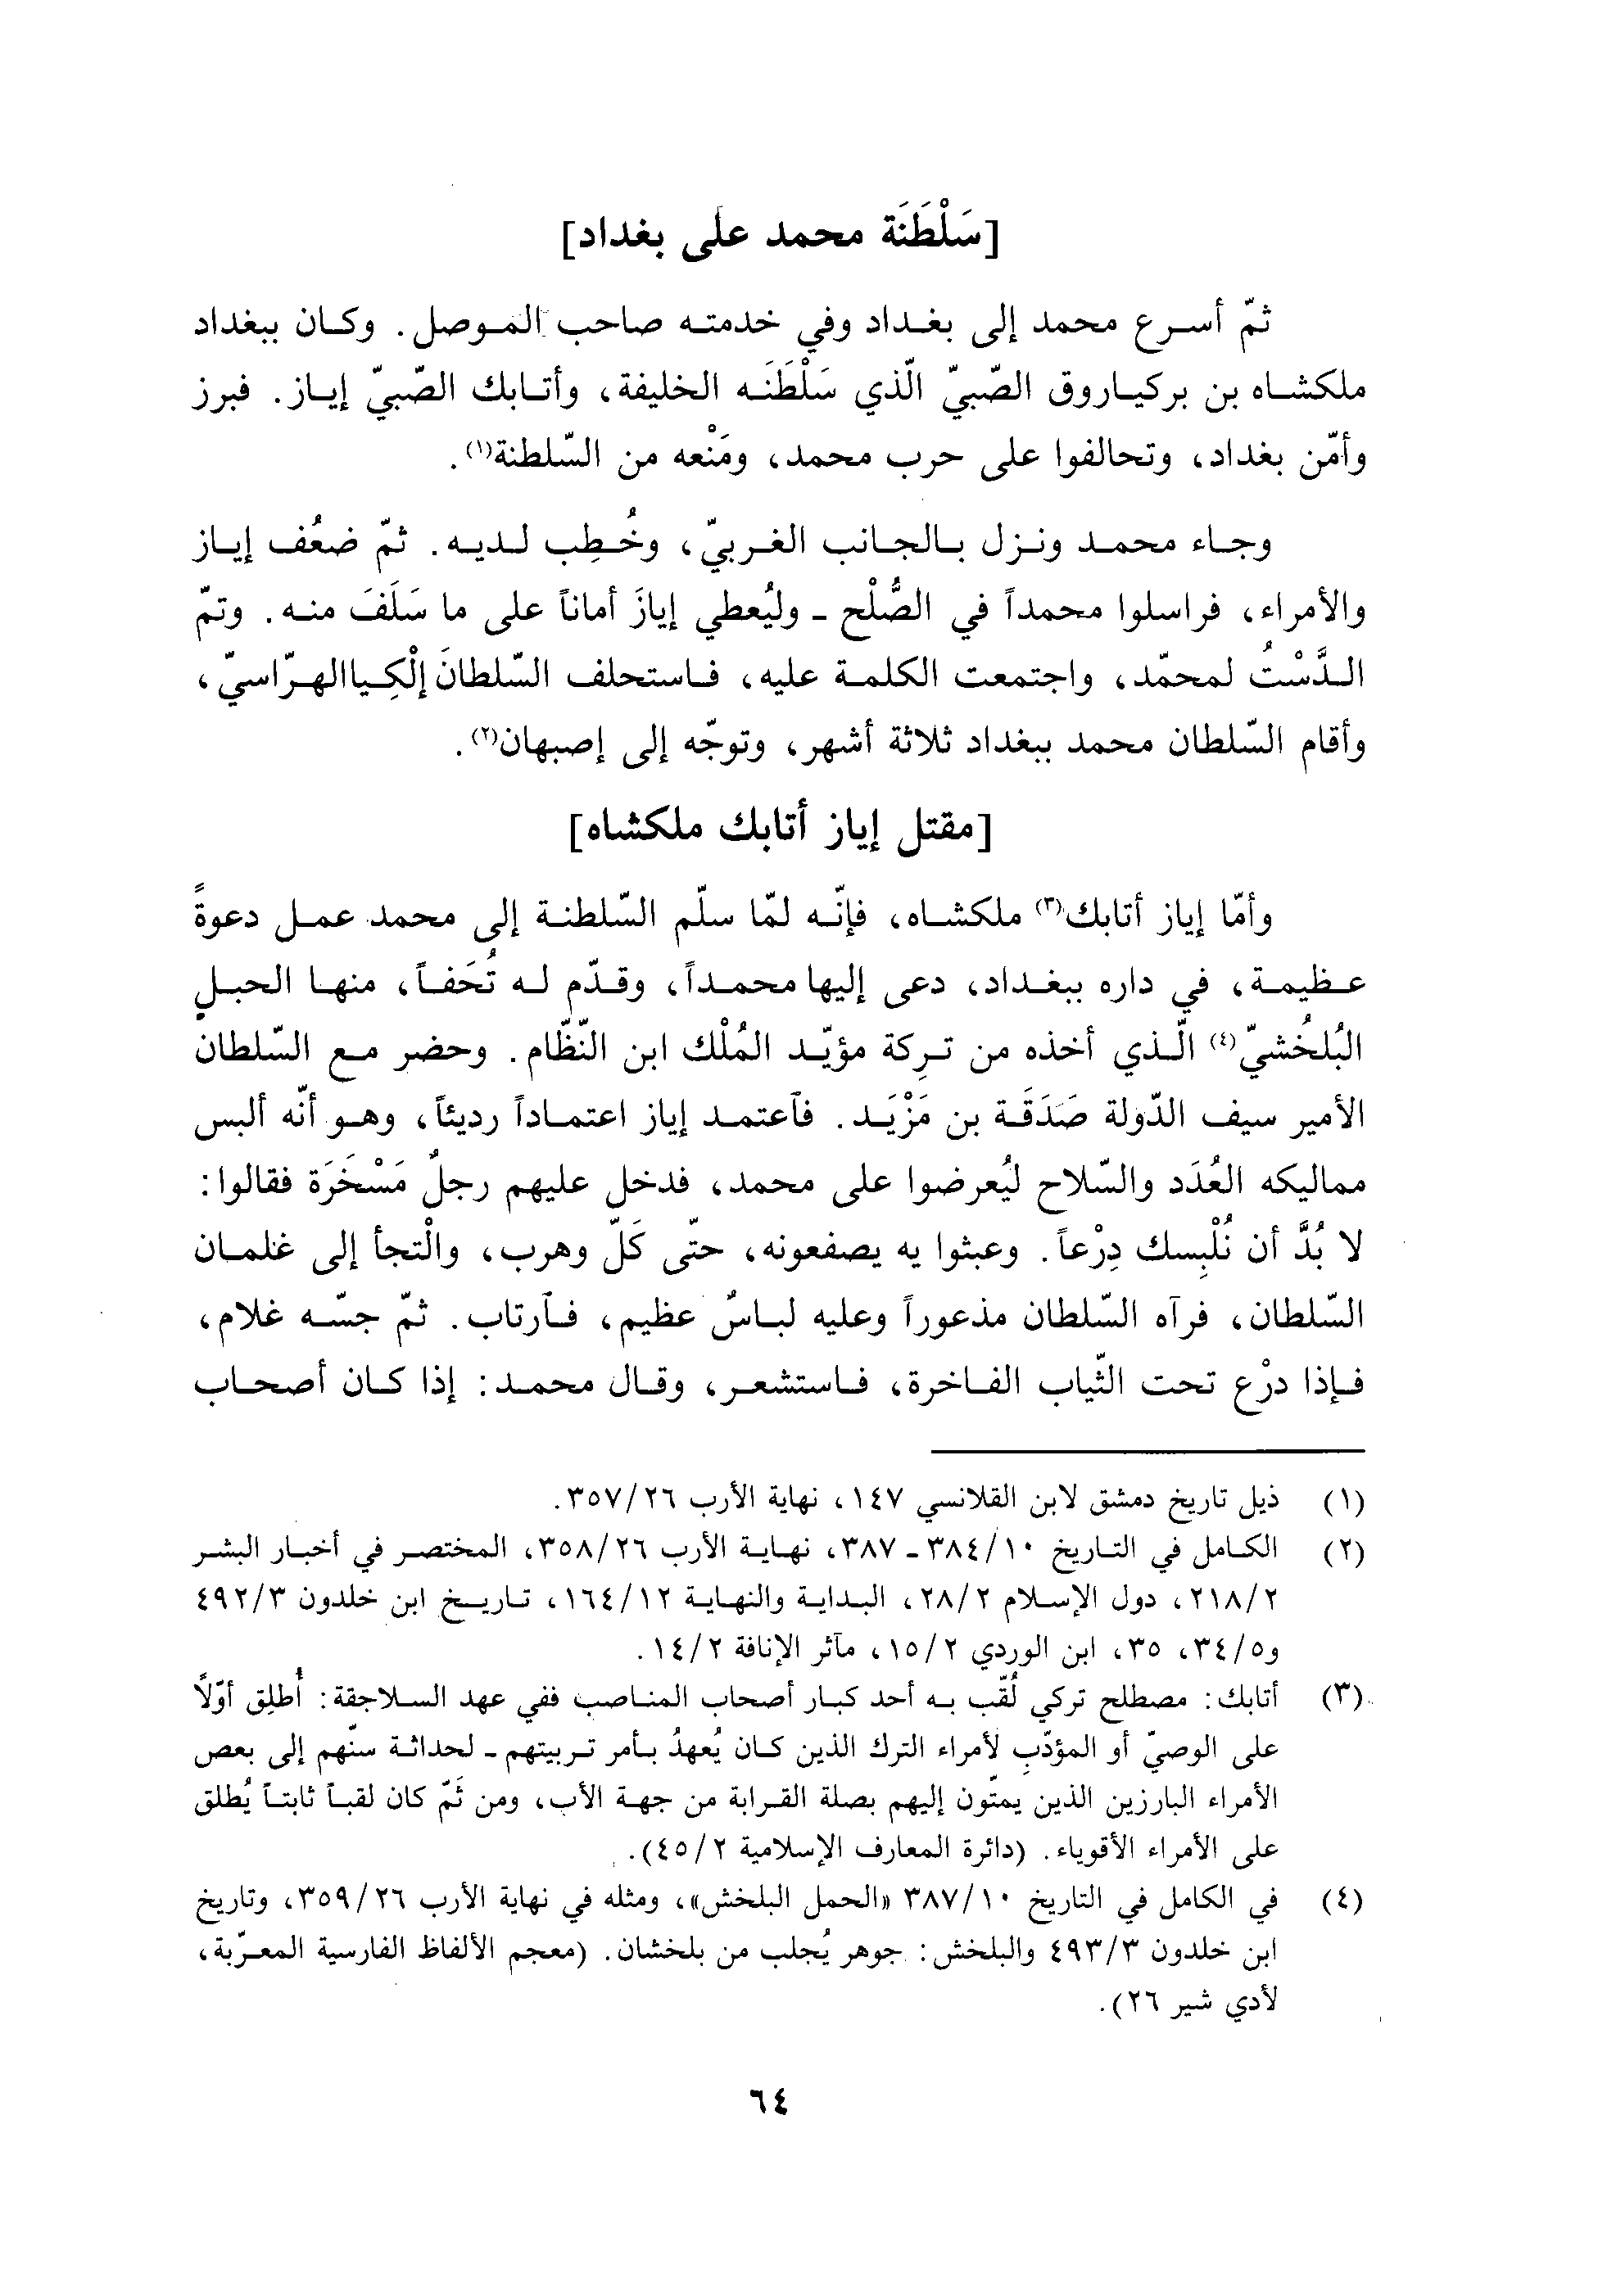 [سَلْطَنَة محمد على بغداد]
ثمّ أسرع محمد إلى بغداد وفي خدمته صاحب الموصل. وكان ببغداد
ملكشاه بن بركياروق الصّبيّ الّذي سَلْطَنَه الخليفة، وأتابك الصّبيّ إياز. فبرز
وأمّن بغداد، وتحالفوا على حرب محمد، ومَنْعه من السّلطنة(١).
وجاء محمد ونزل بالجانب الغربيّ، وخُطِب لديه. ثمّ ضعُف إياز
والأمراء، فراسلوا محمداً في الصُّلْح ـ وليُعطي إيازَ أماناً على ما سَلَفَ منه. وتمّ
الدَّسْتُ لمحمّد، واجتمعت الكلمة عليه، فاستحلف السّلطانَ إلْكِيا الهرّاسيّ،
وأقام السّلطان محمد ببغداد ثلاثة أشهر، وتوجّه إلى إصبهان(٢).
[مقتل إياز أتابك ملكشاه]
وأمّا إياز أتابك(٣) ملكشاه، فإنّه لمّا سلّم السّلطنة إلى محمد عمل دعوةً
عظيمة، في داره ببغداد، دعى إليها محمداً، وقدّم له تُحَفاً، منها الحبل
البُلخُشيّ(٤) الّذي أخذه من تركِة مؤيّد المُلْك ابن النّظّام. وحضر مع السّلطان
الأمير سيف الدّولة صَدَقَة بن مَزْيَد. فآعتمد إياز اعتماداً رديئاً، وهو أنّه ألبس
مماليكه العُدَد والسّلاح ليُعرضوا على محمد، فدخل عليهم رجلٌ مَسْخَرَة فقالوا:
لا بُدَّ أن نُلْبِسك دِرْعاً. وعبثوا يه يصفعونه، حتّى كَلّ وهرب، والْتجأ إلى غلمان
السّلطان، فرآه السّلطان مذعوراً وعليه لباسٌ عظيم، فآرتاب. ثمّ جسّه غلام،
فإذا درْع تحت الثّياب الفاخرة، فاستشعر، وقال محمد: إذا كان أصحاب
(١) ذيل تاريخ دمشق لابن القلانسي ١٤٧، نهاية الأرب ٣٥٧/٢٦.
(٢) الكامل في التاريخ ٣٨٤/١٠ ـ ٣٨٧، نهاية الأرب ٣٥٨/٢٦، المختصر في أخبار البشر
٢١٨/٢، دول الإسلام ٢٨/٢، البداية والنهاية ١٦٤/١٢، تاريخ ابن خلدون ٤٩٢/٣
و٣٤/٥، ٣٥، ابن الوردي ١٥/٢، مآثر الإنافة ١٤/٢.
(٣) أتابك: مصطلح تركي لُقّب به أحد كبار أصحاب المناصب ففي عهد السلاجقة: أُطلِق أوّلاً
على الوصيّ أو المؤدّب لأمراء الترك الذين كان يُعهدُ بأمر تربيتهم ـ لحداثة سنّهم إلى بعص
الأمراء البارزين الذين يمتّون إليهم بصلة القرابة من جهة الأب، ومن ثَمّ كان لقباً ثابتاً يُطلق
على الأمراء الأقوياء. (دائرة المعارف الإسلامية ٤٥/٢).
(٤) في الكامل في التاريخ ٣٨٧/١٠ «الحمل البلخش»، ومثله في نهاية الأرب ٣٥٩/٢٦، وتاريخ
ابن خلدون ٤٩٣/٣ والبلخش: جوهر يُجلب من بلخشان. (معجم الألفاظ الفارسية المعرّبة،
لأدي شير ٢٦).
٦٤